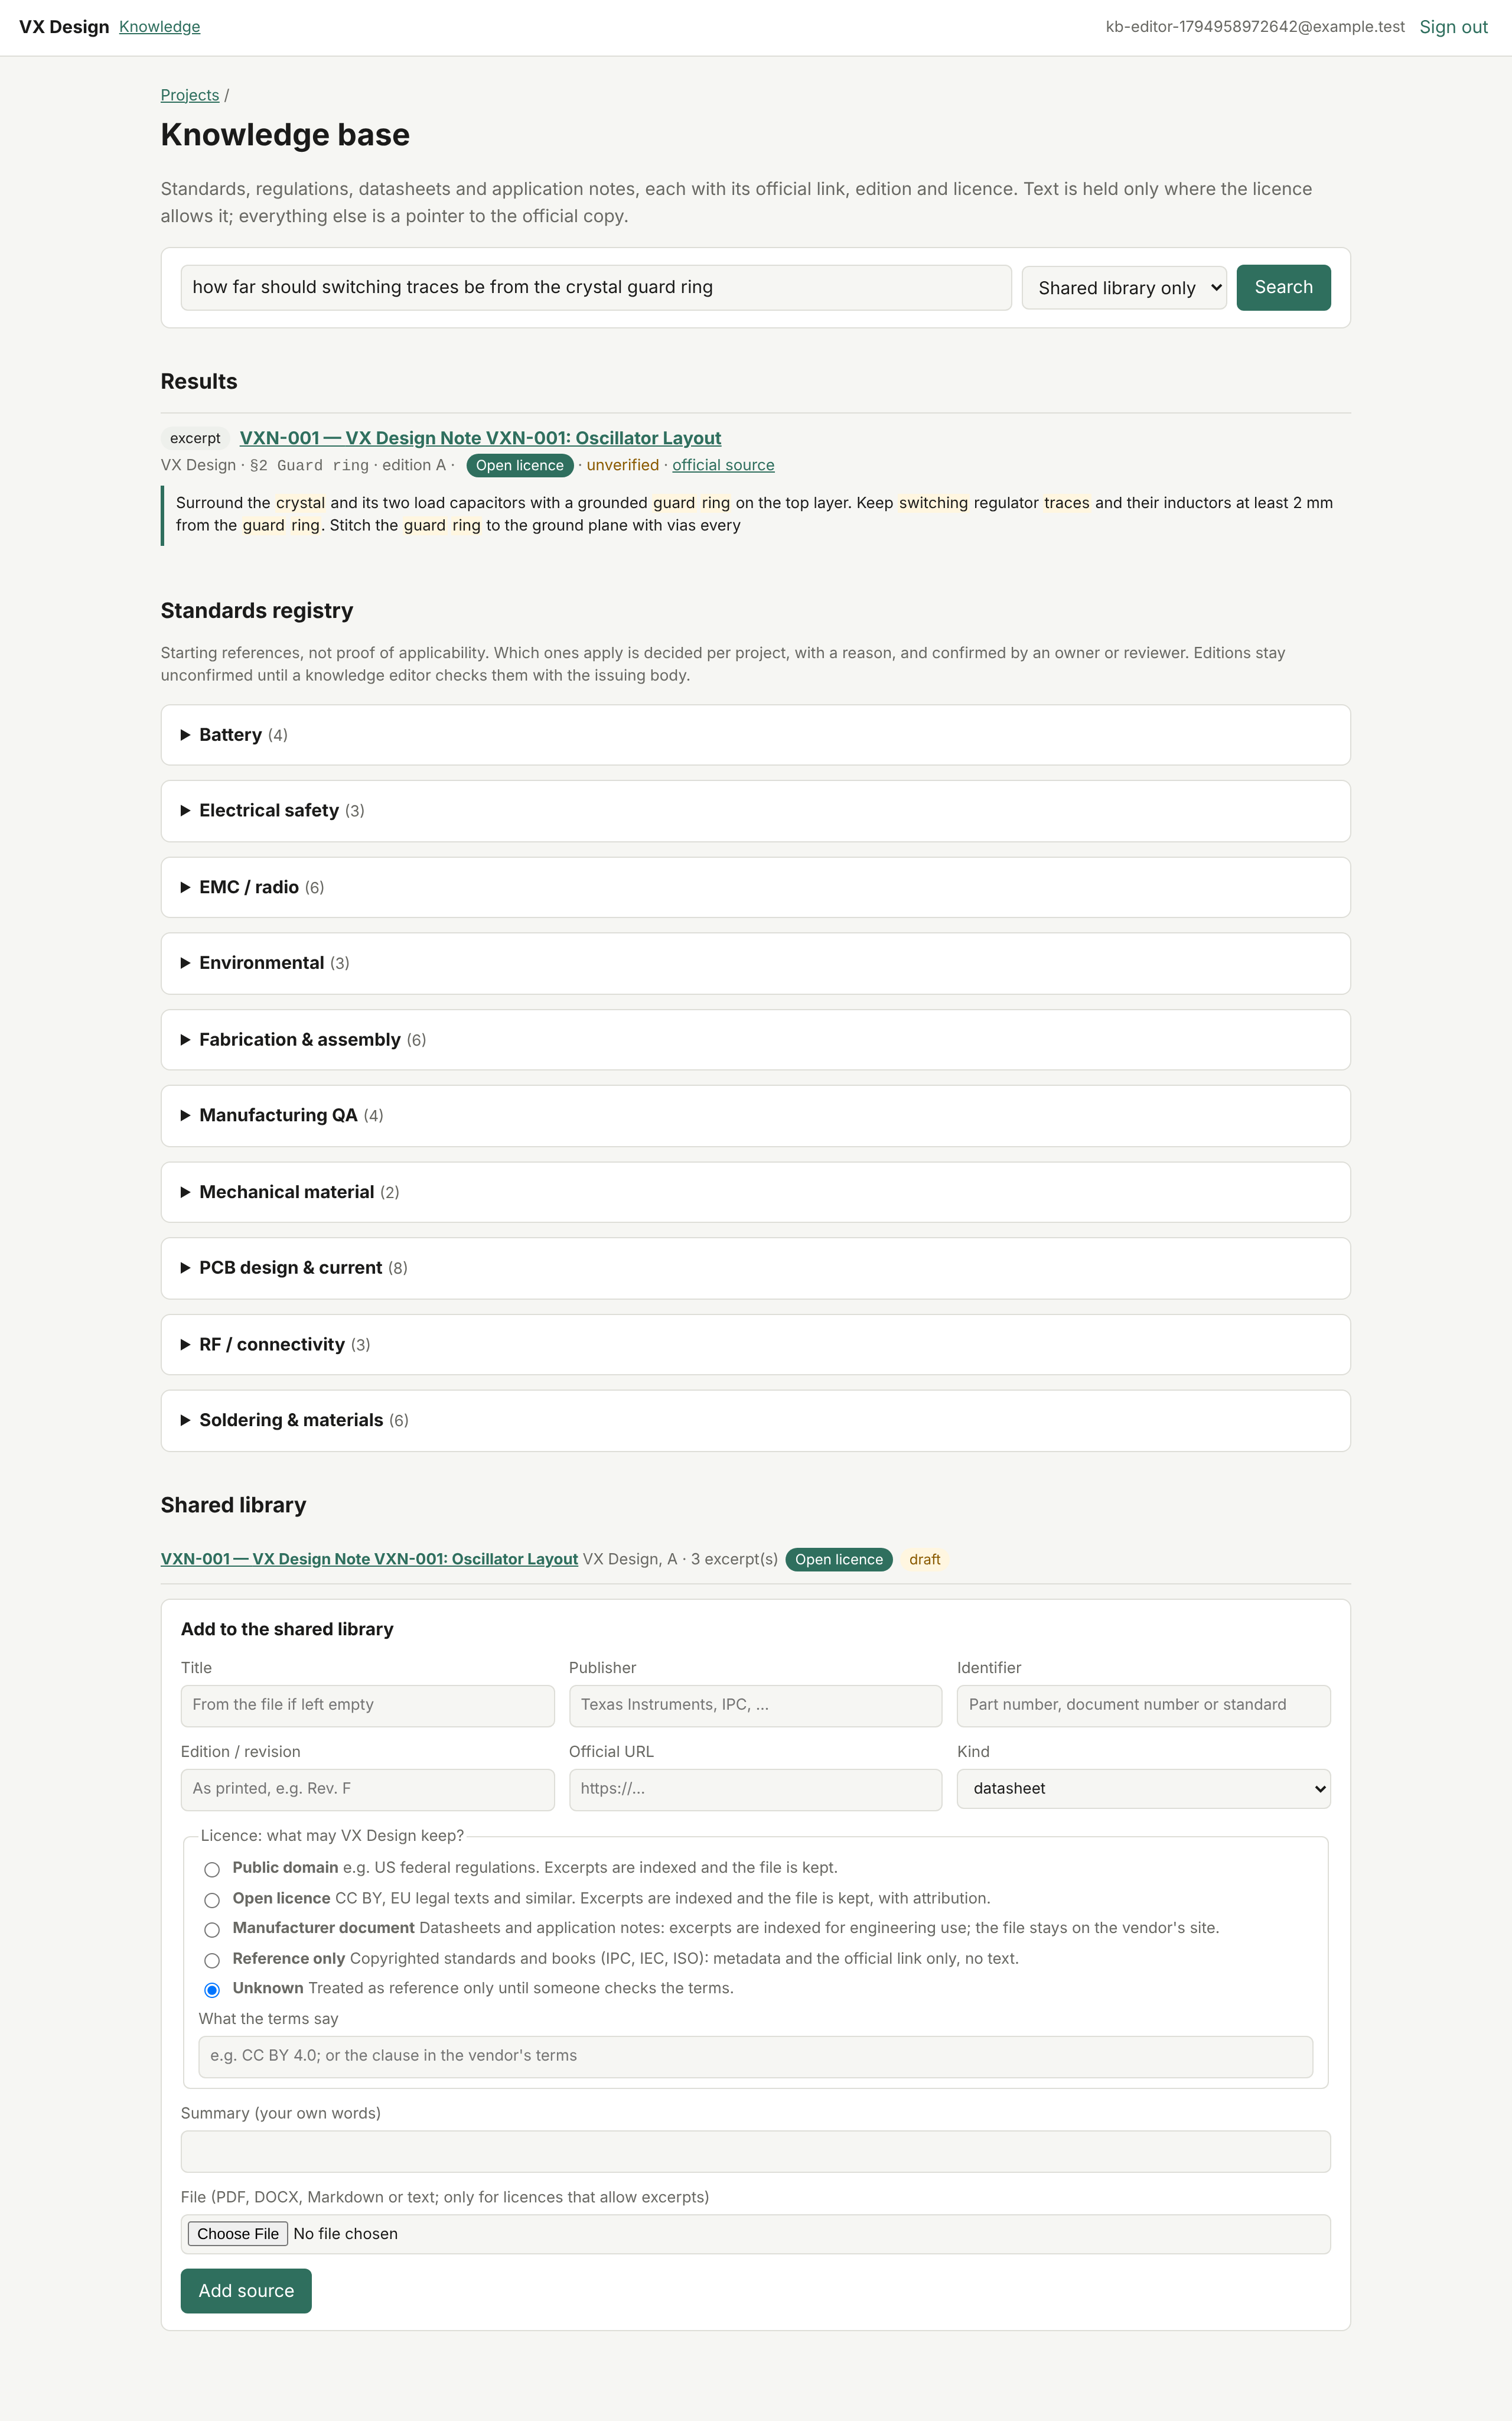 VX Design Knowledge kb-editor-1794958972642@example.test Sign out
Projects /
Knowledge base
Standards, regulations, datasheets and application notes, each with its official link, edition and licence. Text is held only where the licence
allows it; everything else is a pointer to the official copy.
how far should switching traces be from the crystal guard ring Shared library only Search
Results
excerpt VXN-001 — VX Design Note VXN-001: Oscillator Layout
VX Design · §2 Guard ring · edition A · Open licence · unverified · official source
Surround the crystal and its two load capacitors with a grounded guard ring on the top layer. Keep switching regulator traces and their inductors at least 2 mm
from the guard ring. Stitch the guard ring to the ground plane with vias every
Standards registry
Starting references, not proof of applicability. Which ones apply is decided per project, with a reason, and confirmed by an owner or reviewer. Editions stay
unconfirmed until a knowledge editor checks them with the issuing body.
Battery (4)
Electrical safety (3)
EMC / radio (6)
Environmental (3)
Fabrication & assembly (6)
Manufacturing QA (4)
Mechanical material (2)
PCB design & current (8)
RF / connectivity (3)
Soldering & materials (6)
Shared library
VXN-001 — VX Design Note VXN-001: Oscillator Layout VX Design, A · 3 excerpt(s) Open licence draft
Add to the shared library
Title Publisher Identifier
From the file if left empty Texas Instruments, IPC, ... Part number, document number or standard
Edition / revision Official URL Kind
As printed, e.g. Rev. F https://... datasheet
Licence: what may VX Design keep?
Public domain e.g. US federal regulations. Excerpts are indexed and the file is kept.
Open licence CC BY, EU legal texts and similar. Excerpts are indexed and the file is kept, with attribution.
Manufacturer document Datasheets and application notes: excerpts are indexed for engineering use; the file stays on the vendor's site.
Reference only Copyrighted standards and books (IPC, IEC, ISO): metadata and the official link only, no text.
Unknown Treated as reference only until someone checks the terms.
What the terms say
e.g. CC BY 4.0; or the clause in the vendor's terms
Summary (your own words)
File (PDF, DOCX, Markdown or text; only for licences that allow excerpts)
Choose File No file chosen
Add source